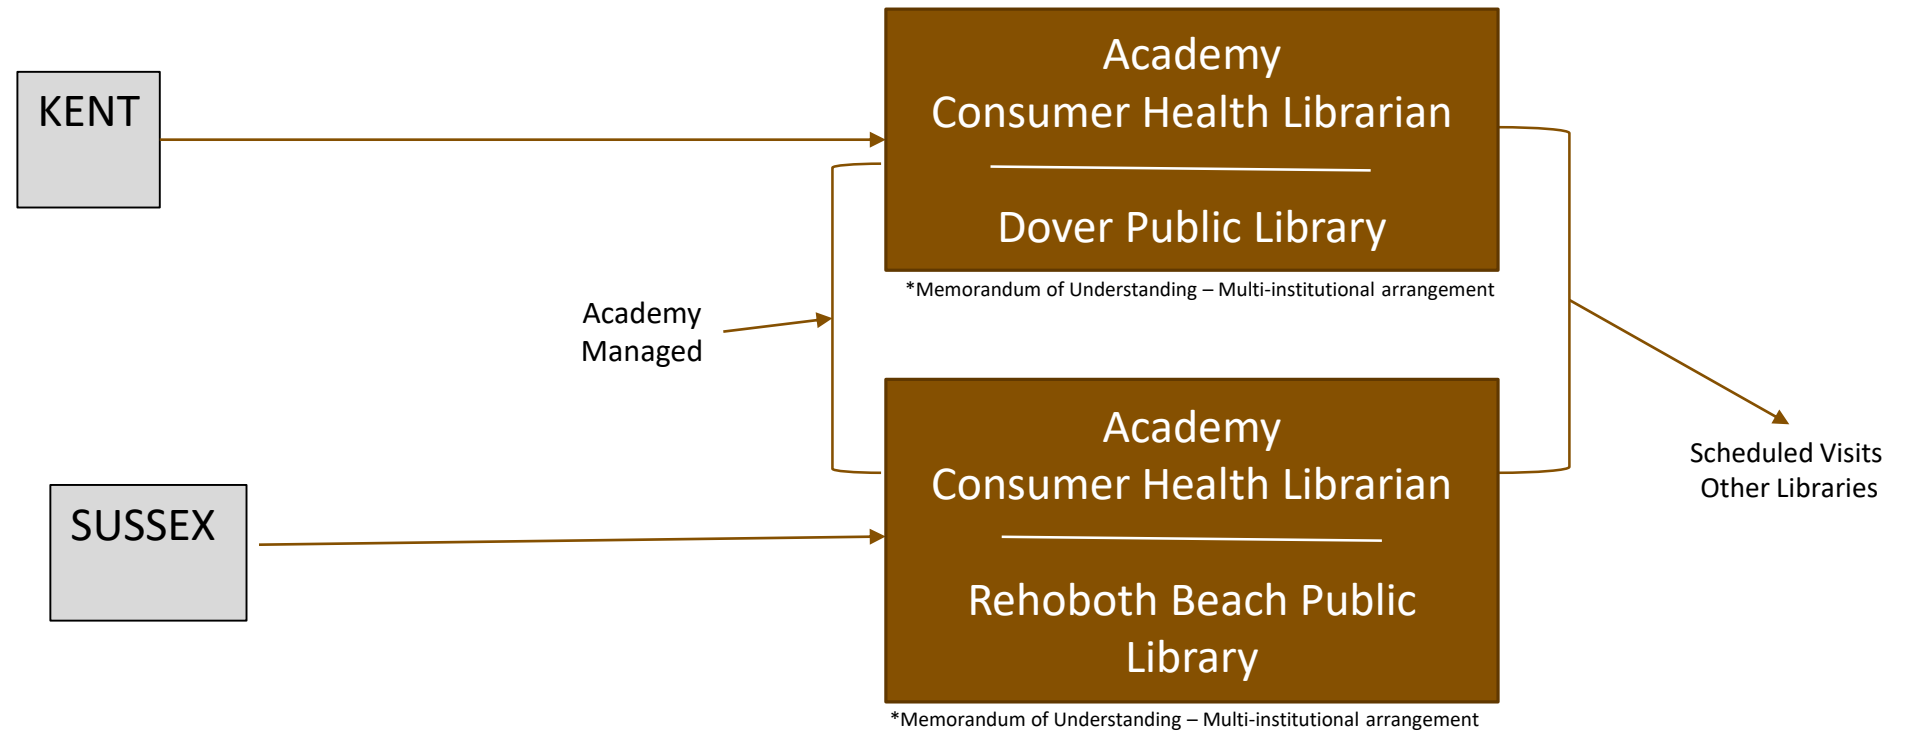 KENT
Academy
Consumer Health Librarian
Dover Public Library
*Memorandum of Understanding – Multi-institutional arrangement
Academy
Managed
SUSSEX
Academy
Consumer Health Librarian
Rehoboth Beach Public
Library
*Memorandum of Understanding – Multi-institutional arrangement
Scheduled Visits
Other Libraries